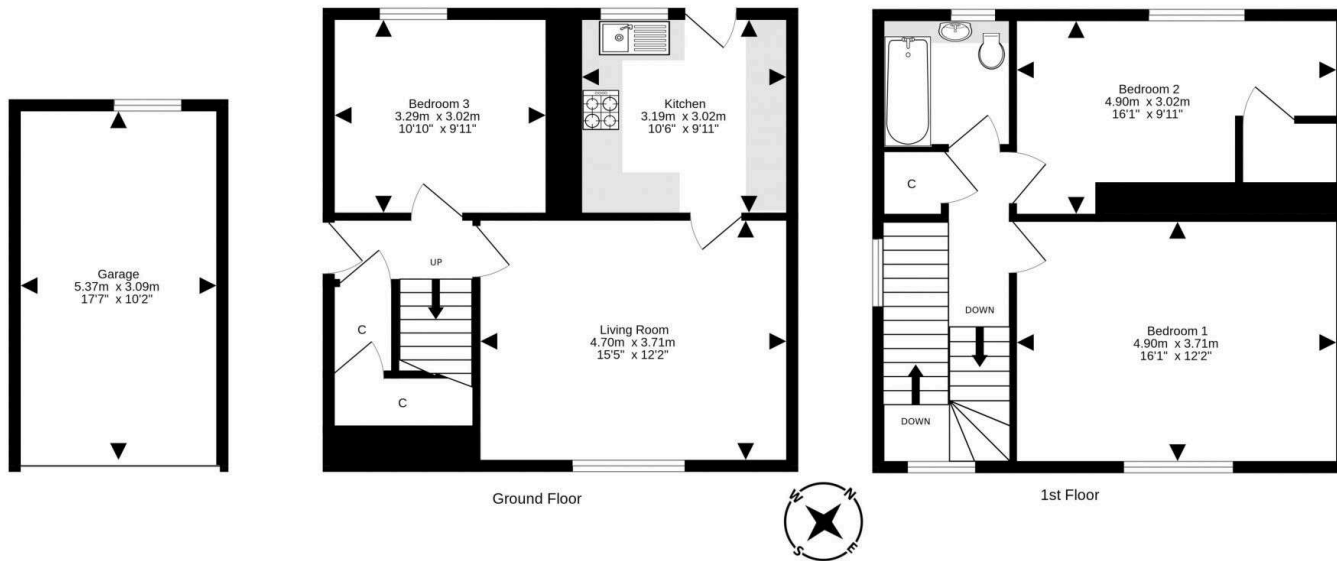 Garage
5.37m x 3.09m
17'7" x 10'2"
Bedroom 3
3.29m x 3.02m
10'10" x 9'11"
Kitchen
3.19m x 3.02m
10'6" x 9'11"
UP
C
C
Living Room
4.70m x 3.71m
15'5" x 12'2"
Ground Floor
Bedroom 2
4.90m x 3.02m
16'1" x 9'11"
C
DOWN
DOWN
Bedroom 1
4.90m x 3.71m
16'1" x 12'2"
1st Floor
W
N
S
E